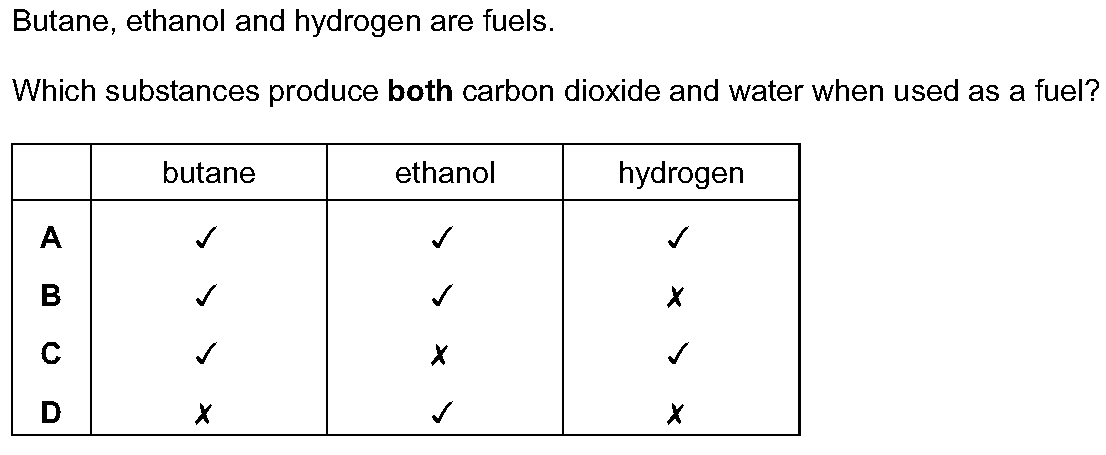 Butane, ethanol and hydrogen are fuels.
Which substances produce both carbon dioxide and water when used as a fuel?
butane ethanol hydrogen
A ✓ ✓ ✓
B ✓ ✓ ✗
C ✓ ✗ ✓
D ✗ ✓ ✗